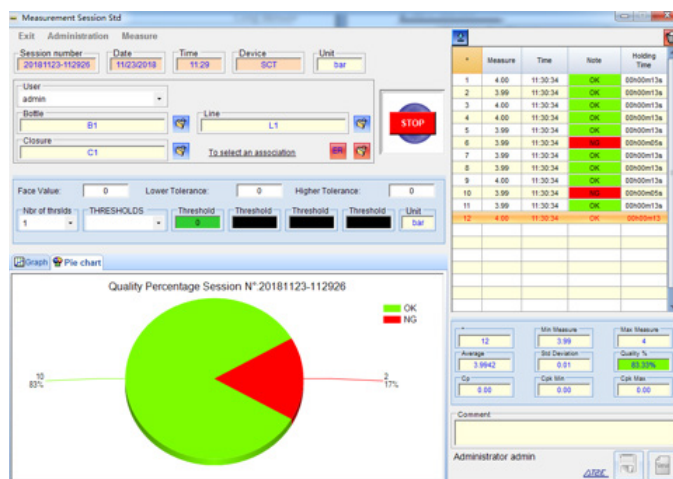 Measurement Session Std
Exit Administration Measure
Session number Date Time Device Unit
20181123-112926 11/23/2018 11:29 SCT bar
User
admin
Bottle Line
B1 L1
Closure
C1 To select an association ER
STOP
Face Value: 0 Lower Tolerance: 0 Higher Tolerance: 0
Nbr of thrslds THRESHOLDS Threshold Threshold Threshold Threshold Unit
1 0 bar
Graph Pie chart
Quality Percentage Session N°:20181123-112926
OK
NG
10
83%
2
17%
* Measure Time Note Holding Time
1 4.00 11:30:34 OK 00h00m13s
2 3.99 11:30:34 OK 00h00m13s
3 4.00 11:30:34 OK 00h00m13s
4 4.00 11:30:34 OK 00h00m13s
5 3.99 11:30:34 OK 00h00m13s
6 3.99 11:30:34 NG 00h00m05s
7 3.99 11:30:34 OK 00h00m13s
8 3.99 11:30:34 OK 00h00m13s
9 4.00 11:30:34 OK 00h00m13s
10 3.99 11:30:34 NG 00h00m05s
11 3.99 11:30:34 OK 00h00m13s
12 4.00 11:30:34 OK 00h00m13
* Min Measure Max Measure
12 3.99 4
Average Std Deviation Quality %
3.9942 0.01 83.33%
Cp Cpk Min Cpk Max
0.00 0.00 0.00
Comment
Administrator admin